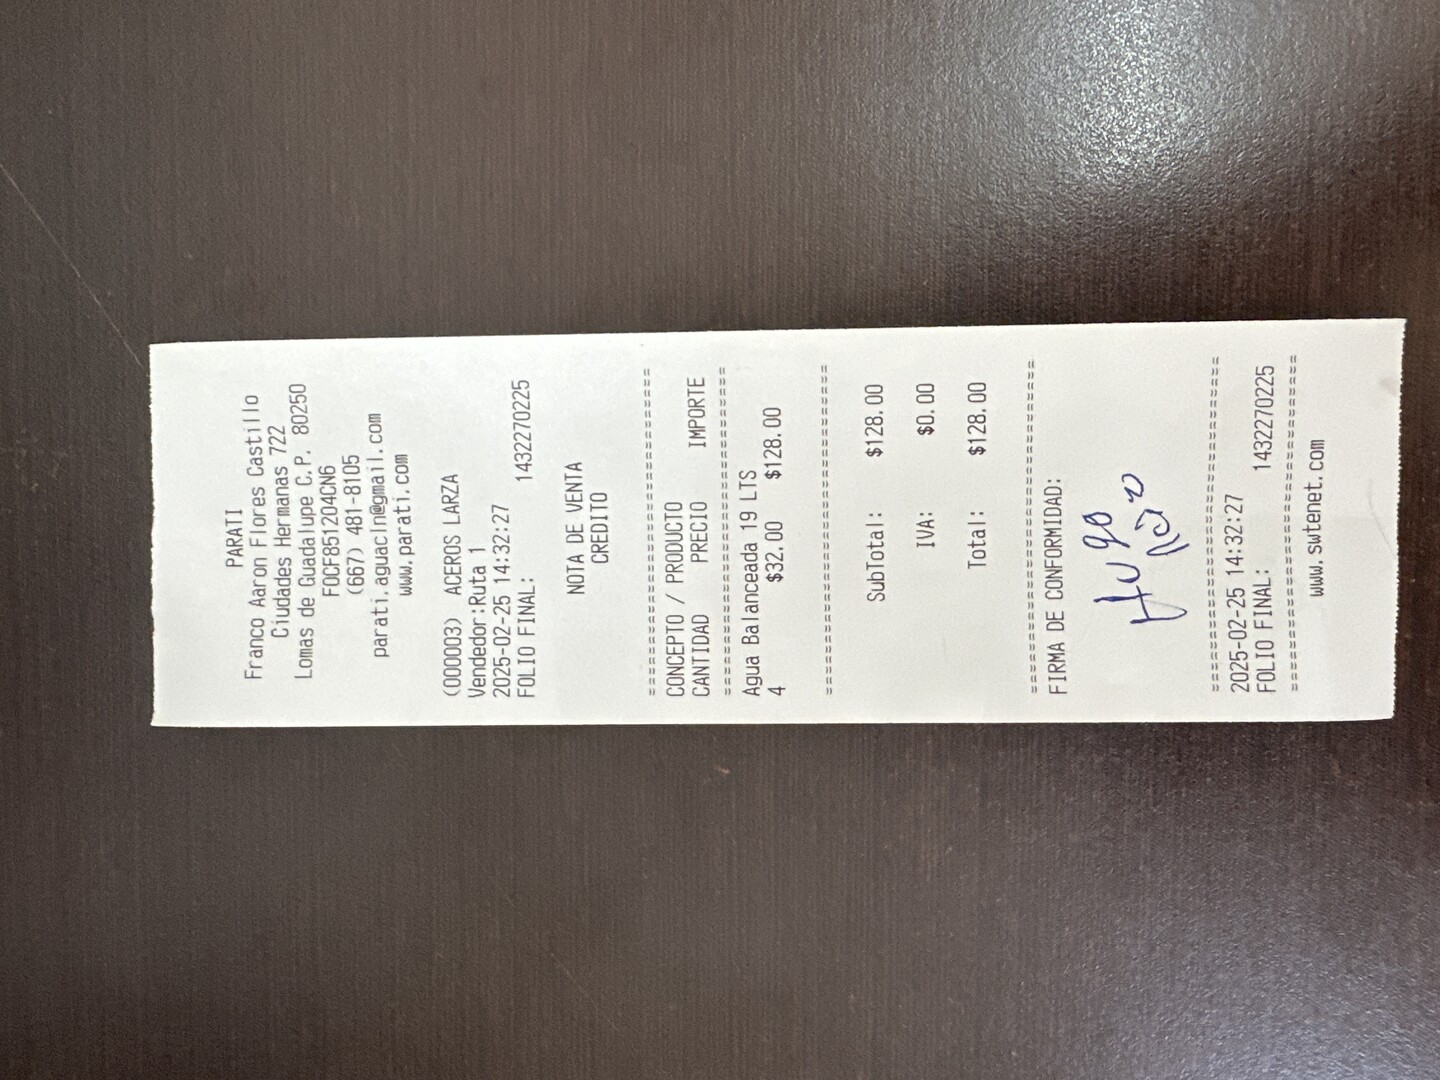 PARATI
Franco Aaron Flores Castillo
Ciudades Hermanas 722
Lomas de Guadalupe C.P. 80250
FOCF851204CN6
(667) 481-8105
parati.aguacln@gmail.com
www.parati.com
(000003) ACEROS LARZA
Vendedor:Ruta 1
2025-02-25 14:32:27
FOLIO FINAL: 1432270225
NOTA DE VENTA
CREDITO
=====================================
CONCEPTO / PRODUCTO
CANTIDAD PRECIO IMPORTE
=====================================
Agua Balanceada 19 LTS
4 $32.00 $128.00
=====================================
SubTotal: $128.00
IVA: $0.00
Total: $128.00
=====================================
FIRMA DE CONFORMIDAD:
Hugo
=====================================
2025-02-25 14:32:27
FOLIO FINAL: 1432270225
=====================================
www.swtenet.com